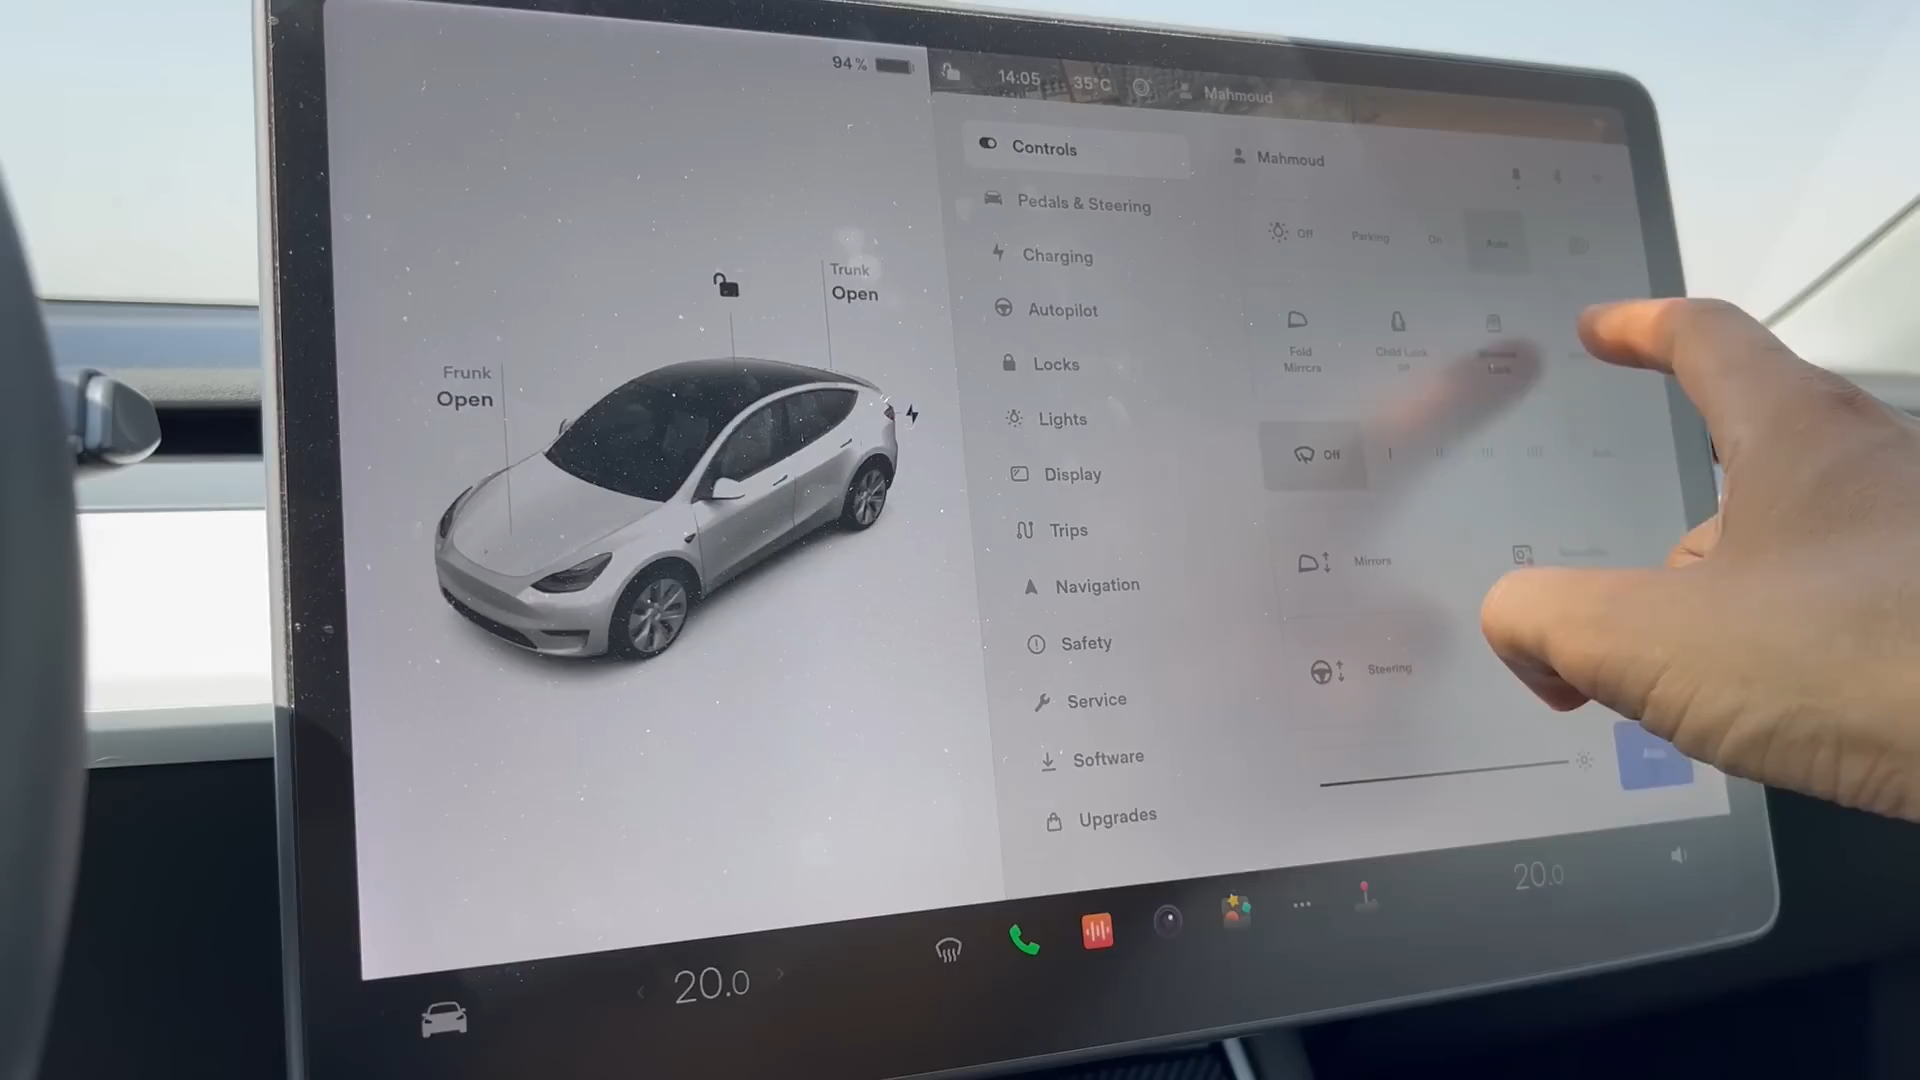 94%
14:05
35°C
Mahmoud
Trunk
Open
Frunk
Open
Controls
Pedals & Steering
Charging
Autopilot
Locks
Lights
Display
Trips
Navigation
Safety
Service
Software
Upgrades
Mahmoud
Off
Parking
On
Auto
Fold
Mirrors
Child Lock
Off
Lock
Off
Mirrors
Steering
20.0
20.0